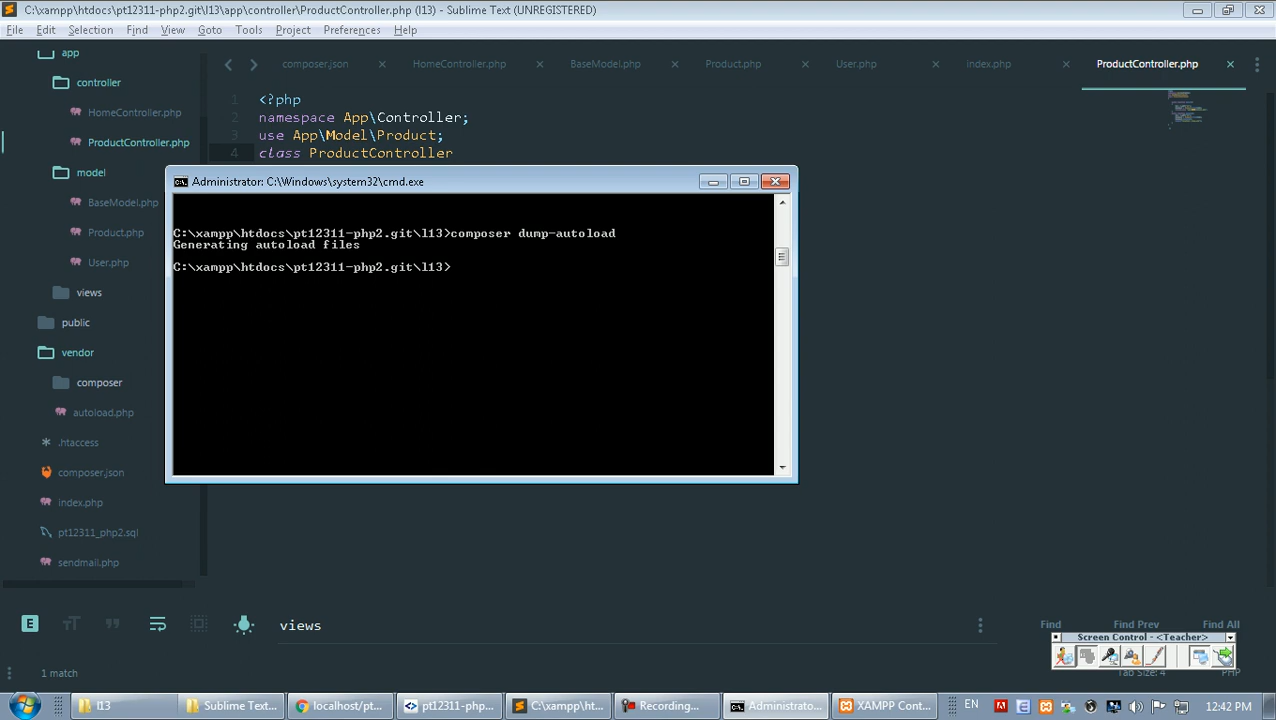 C:\xampp\htdocs\pt12311-php2.git\l13\app\controller\ProductController.php (l13) - Sublime Text (UNREGISTERED)
File Edit Selection Find View Goto Tools Project Preferences Help
app
controller
HomeController.php
ProductController.php
model
BaseModel.php
Product.php
User.php
views
public
vendor
composer
autoload.php
.htaccess
composer.json
index.php
pt12311_php2.sql
sendmail.php
composer.json HomeController.php BaseModel.php Product.php User.php index.php ProductController.php
1 <?php
2 namespace App\Controller;
3 use App\Model\Product;
4 class ProductController
Administrator: C:\Windows\system32\cmd.exe
C:\xampp\htdocs\pt12311-php2.git\l13>composer dump-autoload
Generating autoload files
C:\xampp\htdocs\pt12311-php2.git\l13>
views
Find Find Prev Find All
Screen Control - <Teacher>
1 match
Tab Size: 4 PHP
l13
Sublime Text...
localhost/pt...
pt12311-php...
C:\xampp\ht...
Recording...
Administrato...
XAMPP Cont...
EN
12:42 PM